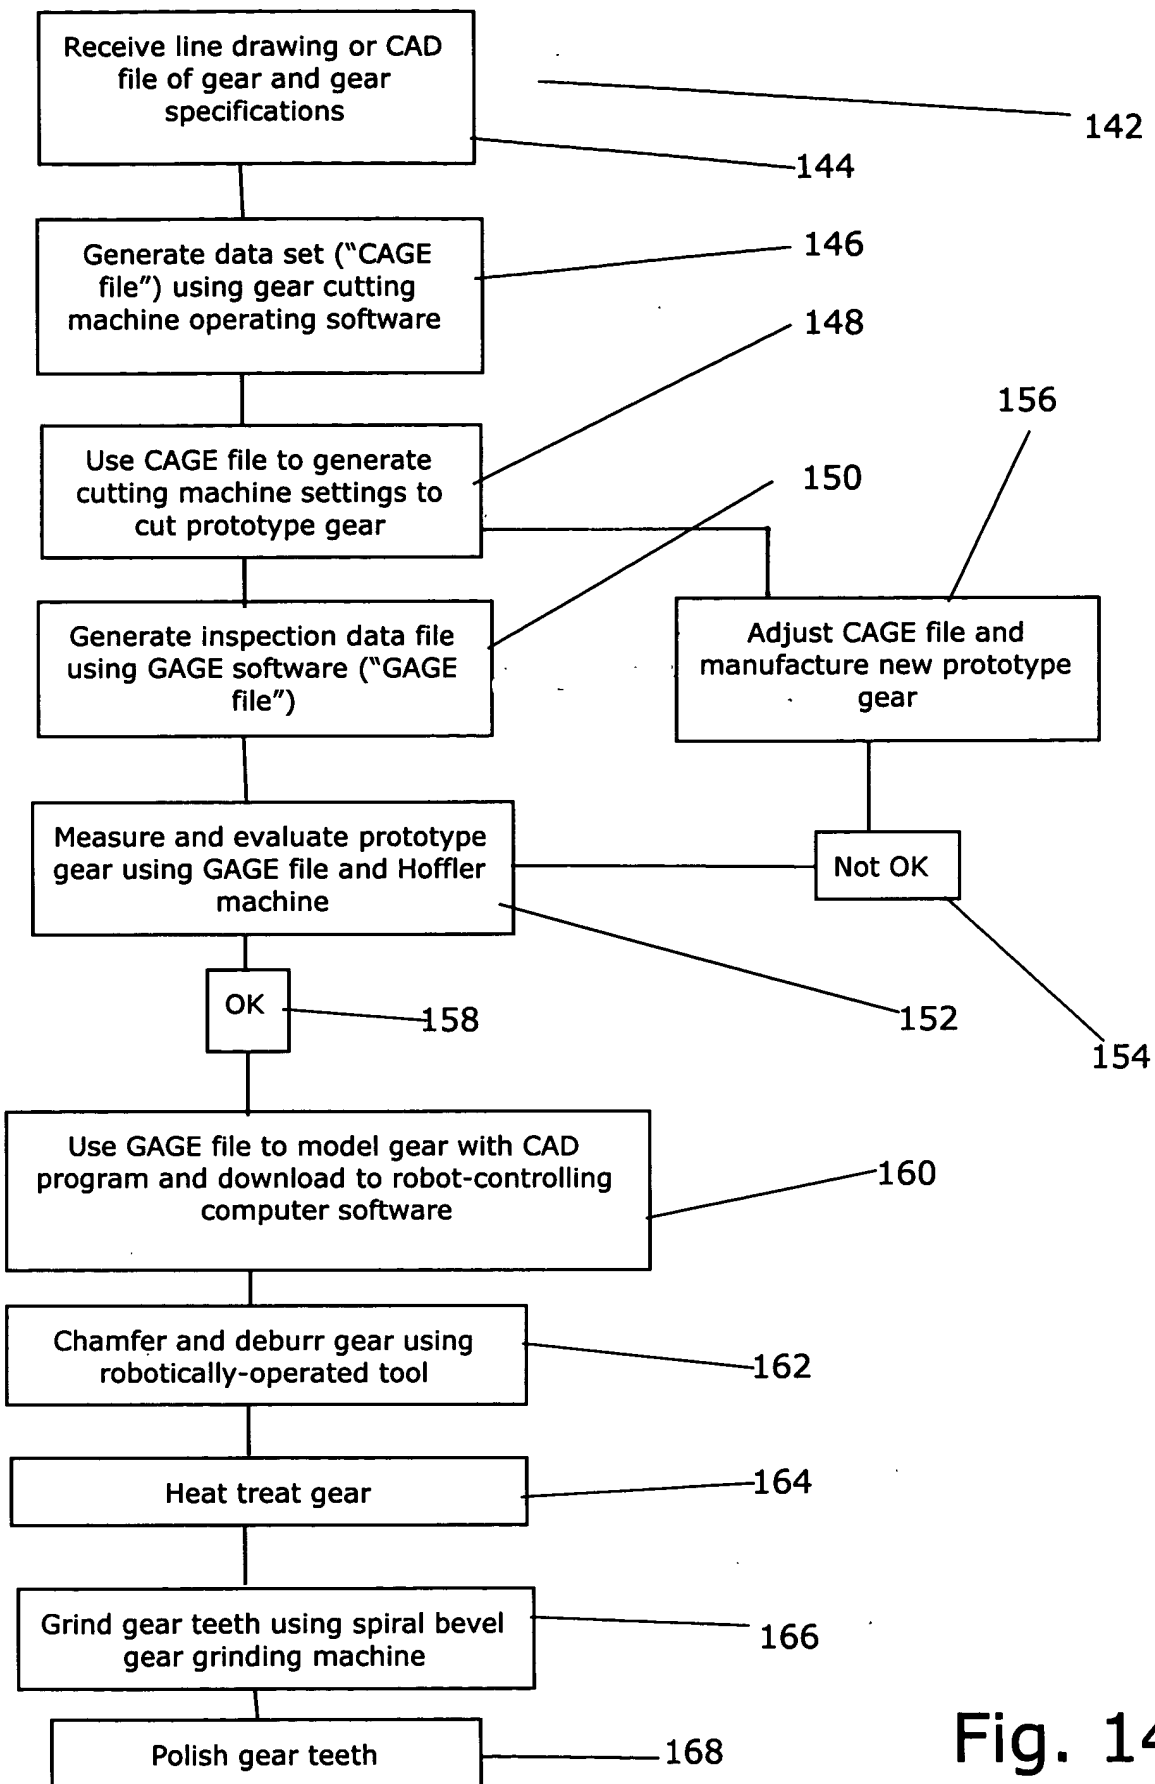 Receive line drawing or CAD
file of gear and gear
specifications
142
144
Generate data set ("CAGE
file") using gear cutting
machine operating software
146
148
Use CAGE file to generate
cutting machine settings to
cut prototype gear
156
150
Generate inspection data file
using GAGE software ("GAGE
file")
Adjust CAGE file and
manufacture new prototype
gear
Measure and evaluate prototype
gear using GAGE file and Hoffler
machine
Not OK
OK
158
152
154
Use GAGE file to model gear with CAD
program and download to robot-controlling
computer software
160
Chamfer and deburr gear using
robotically-operated tool
162
Heat treat gear
164
Grind gear teeth using spiral bevel
gear grinding machine
166
Polish gear teeth
168
Fig. 14